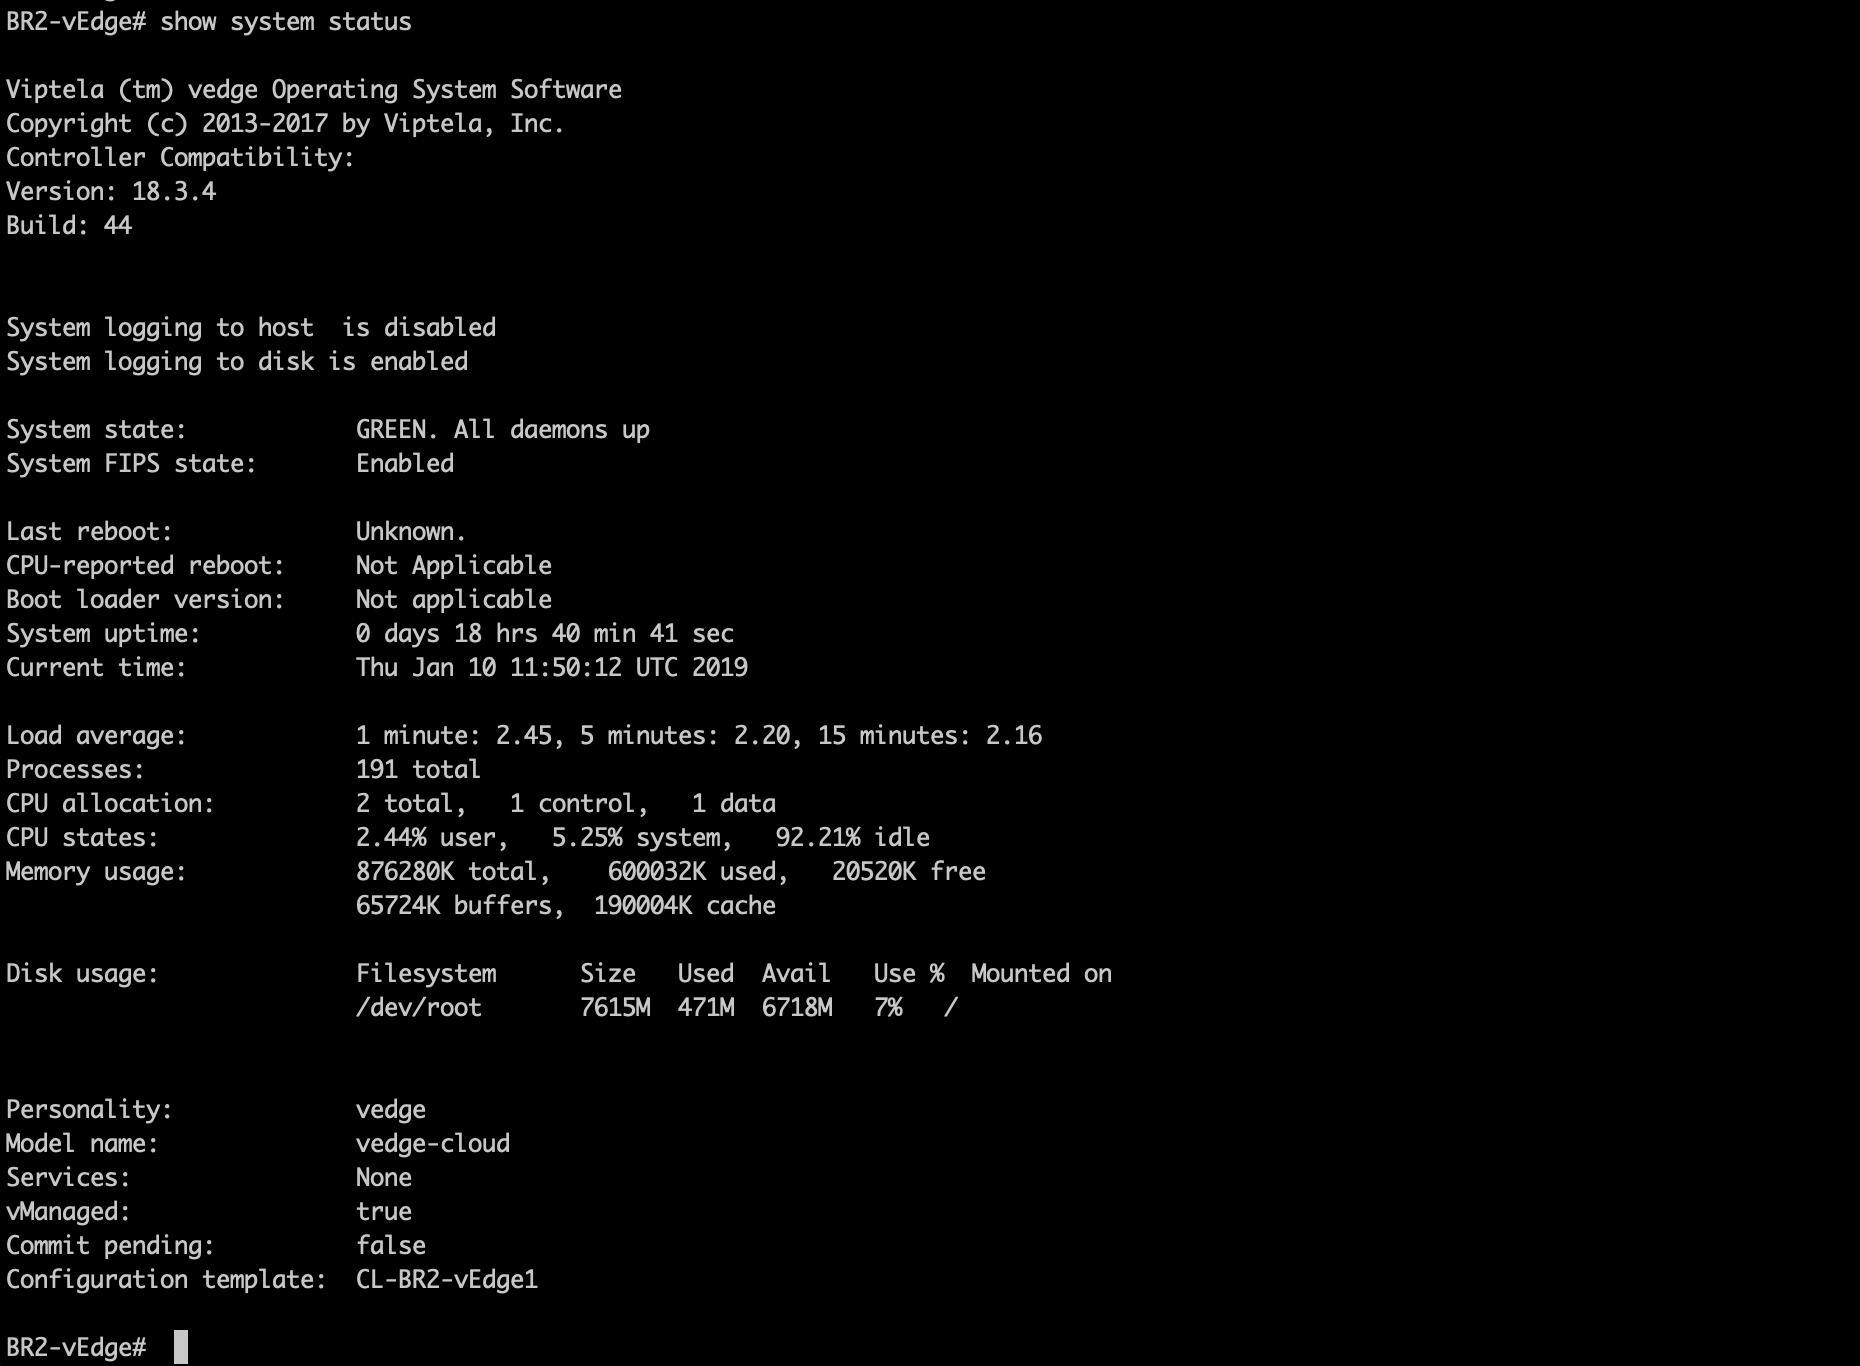 BR2-vEdge# show system status
Viptela (tm) vedge Operating System Software
Copyright (c) 2013-2017 by Viptela, Inc.
Controller Compatibility:
Version: 18.3.4
Build: 44
System logging to host  is disabled
System logging to disk is enabled
System state:            GREEN. All daemons up
System FIPS state:       Enabled
Last reboot:             Unknown.
CPU-reported reboot:     Not Applicable
Boot loader version:     Not applicable
System uptime:           0 days 18 hrs 40 min 41 sec
Current time:            Thu Jan 10 11:50:12 UTC 2019
Load average:            1 minute: 2.45, 5 minutes: 2.20, 15 minutes: 2.16
Processes:               191 total
CPU allocation:          2 total,   1 control,   1 data
CPU states:              2.44% user,   5.25% system,   92.21% idle
Memory usage:            876280K total,    600032K used,   20520K free
                         65724K buffers,  190004K cache
Disk usage:              Filesystem      Size   Used  Avail   Use %  Mounted on
                         /dev/root       7615M  471M  6718M   7%   /
Personality:             vedge
Model name:              vedge-cloud
Services:                None
vManaged:                true
Commit pending:          false
Configuration template:  CL-BR2-vEdge1
BR2-vEdge#